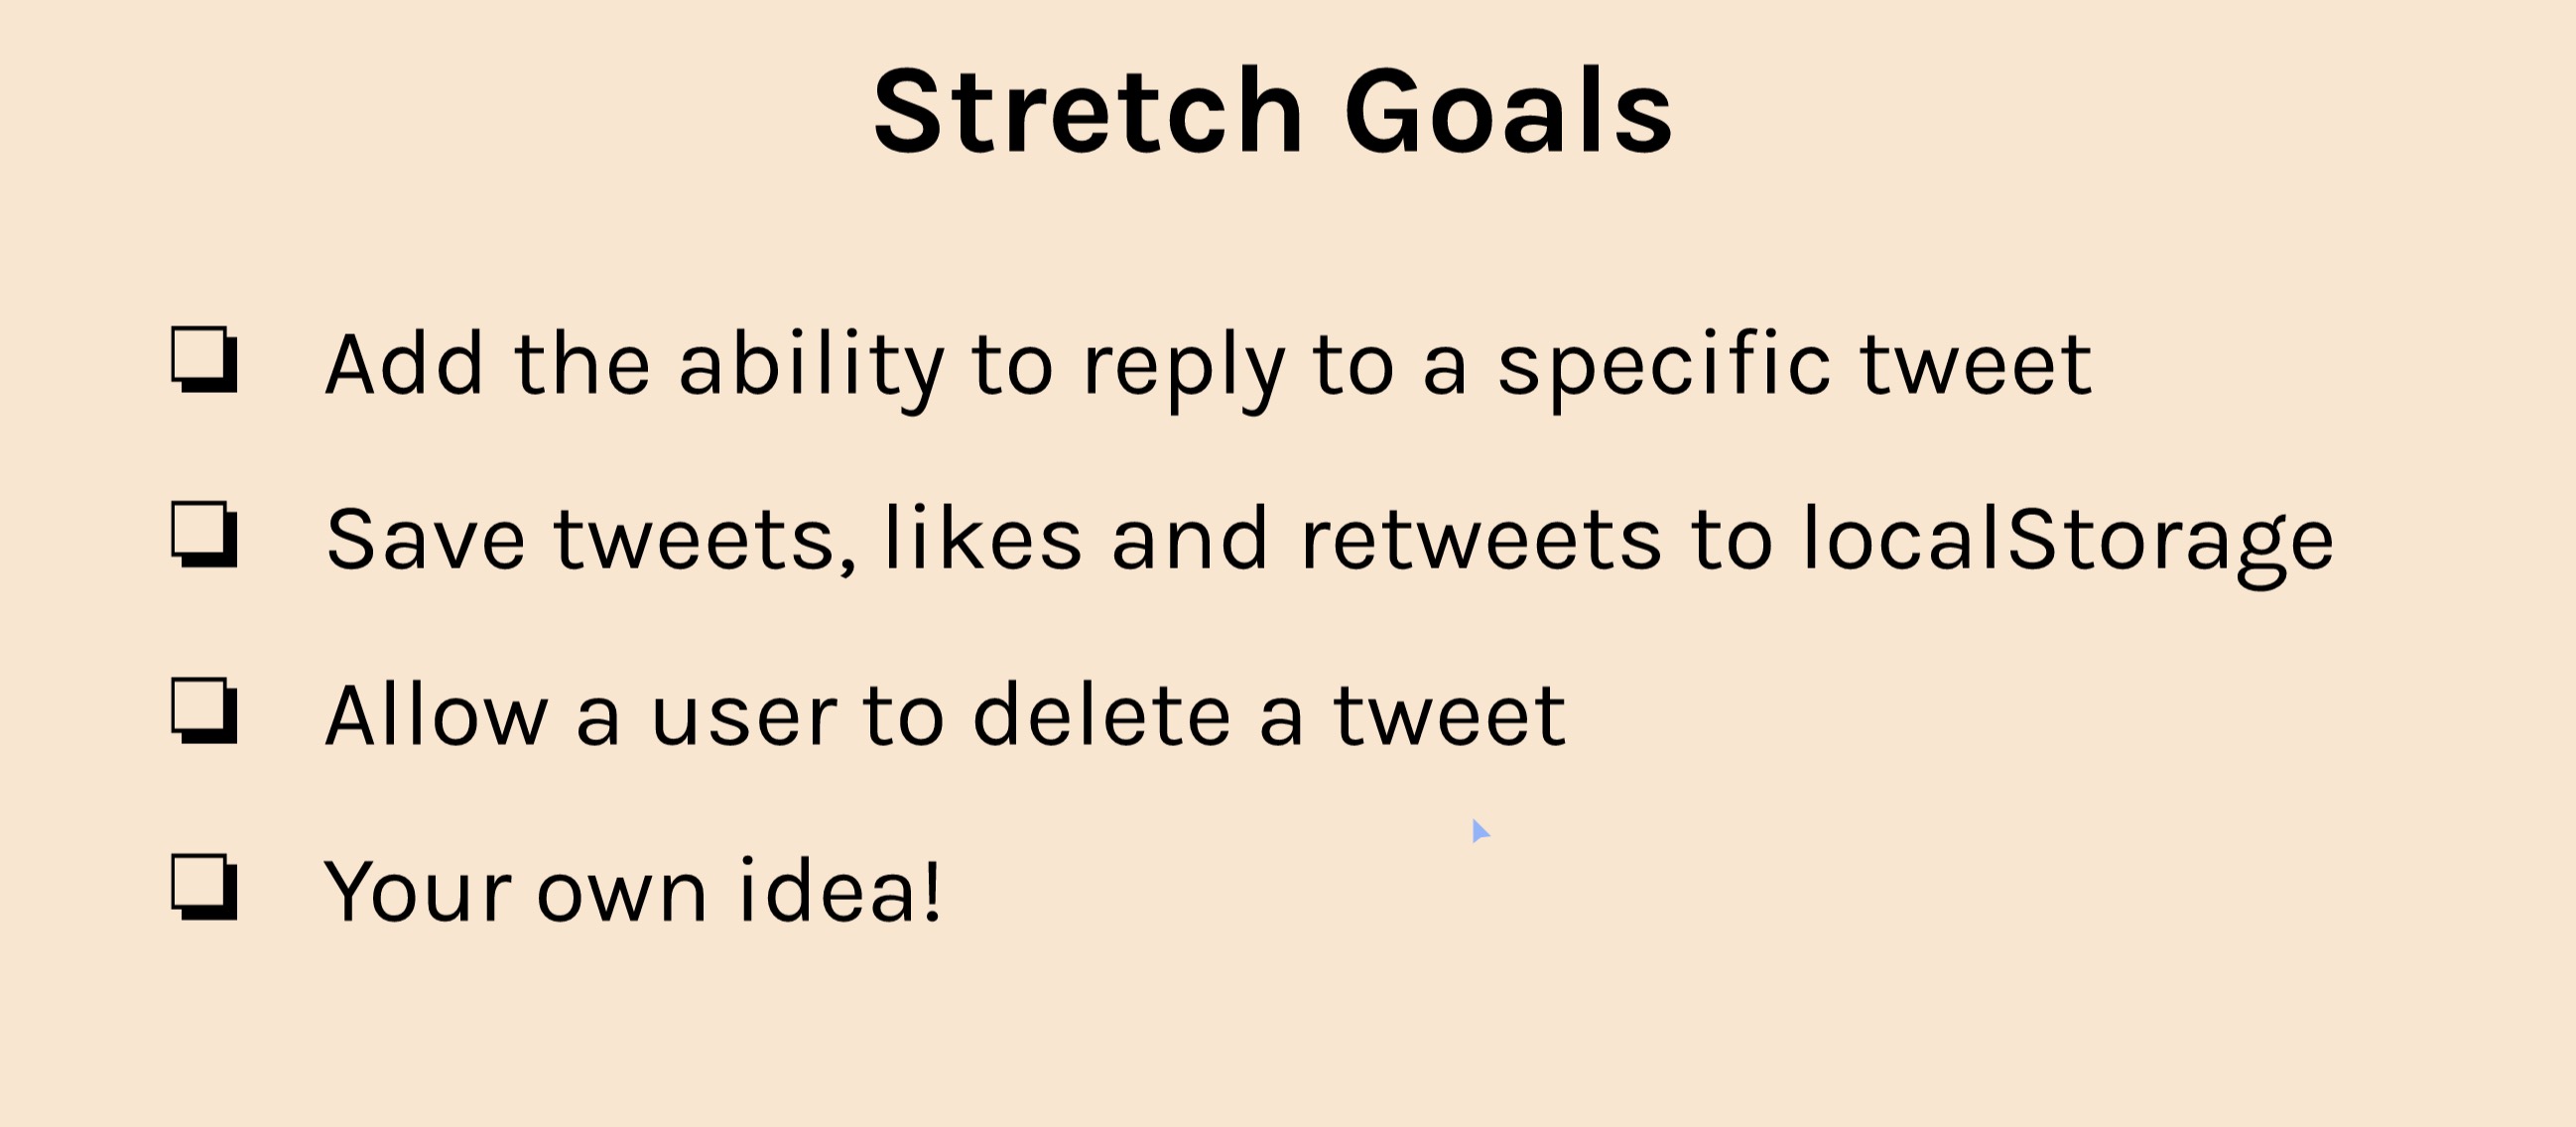 Stretch Goals
❏ Add the ability to reply to a specific tweet
❏ Save tweets, likes and retweets to localStorage
❏ Allow a user to delete a tweet
❏ Your own idea!